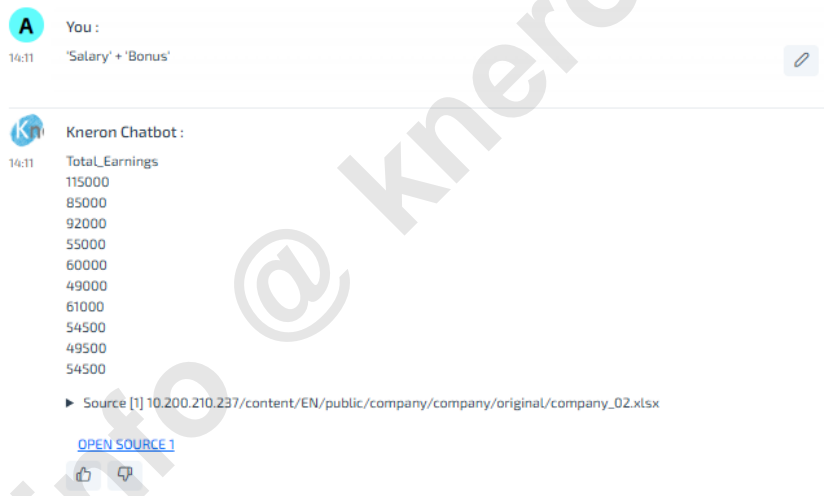 A
You :
14:11
'Salary' + 'Bonus'
Kn
Kneron Chatbot :
14:11
Total_Earnings
115000
85000
92000
55000
60000
49000
61000
54500
49500
54500
Source [1] 10.200.210.237/content/EN/public/company/company/original/company_02.xlsx
OPEN SOURCE 1
info @ knero